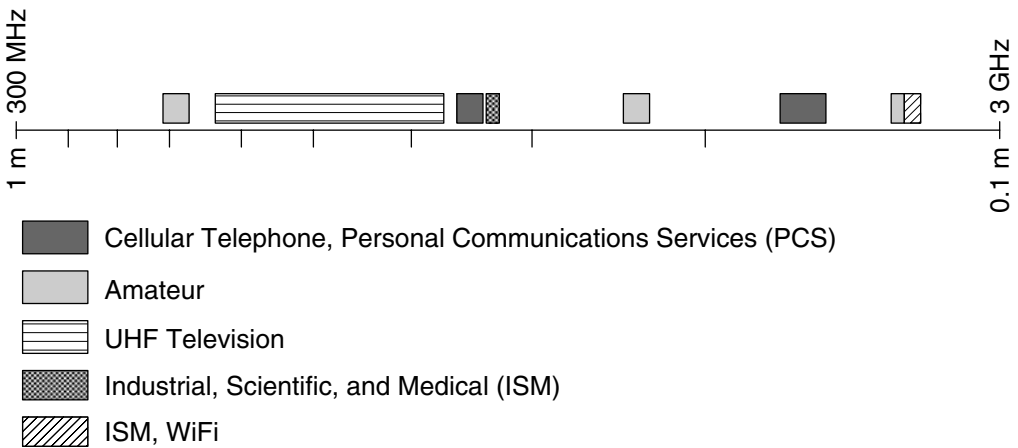 300 MHz
1 m
3 GHz
0.1 m
Cellular Telephone, Personal Communications Services (PCS)
Amateur
UHF Television
Industrial, Scientific, and Medical (ISM)
ISM, WiFi